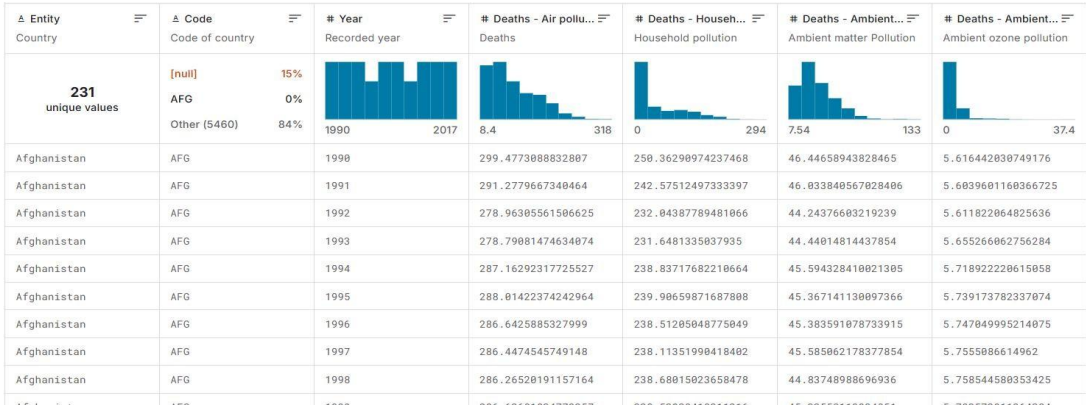 Entity Code Year Deaths - Air pollu... Deaths - Househ... Deaths - Ambient... Deaths - Ambient...
Country Code of country Recorded year Deaths Household pollution Ambient matter Pollution Ambient ozone pollution
231
unique values
[null] 15%
AFG 0%
Other (5460) 84%
1990 2017 8.4 318 0 294 7.54 133 0 37.4
Afghanistan AFG 1990 299.4773088832807 250.36290974237468 46.44658943828465 5.616442030749176
Afghanistan AFG 1991 291.2779667340464 242.57512497333397 46.033840567028406 5.6039601160366725
Afghanistan AFG 1992 278.96305561506625 232.04387789481066 44.24376603219239 5.611822064825636
Afghanistan AFG 1993 278.79081474634074 231.6481335037935 44.44014814437854 5.655266062756284
Afghanistan AFG 1994 287.16292317725527 238.83717682210664 45.594328410021305 5.718922220615058
Afghanistan AFG 1995 288.01422374242964 239.90659871687808 45.367141130097366 5.739173782337074
Afghanistan AFG 1996 286.6425885327999 238.51205048775049 45.383591078733915 5.747049995214075
Afghanistan AFG 1997 286.4474545749148 238.11351990418402 45.585062178377854 5.7555086614962
Afghanistan AFG 1998 286.26520191157164 238.68015023658478 44.83748988696936 5.758544580353425